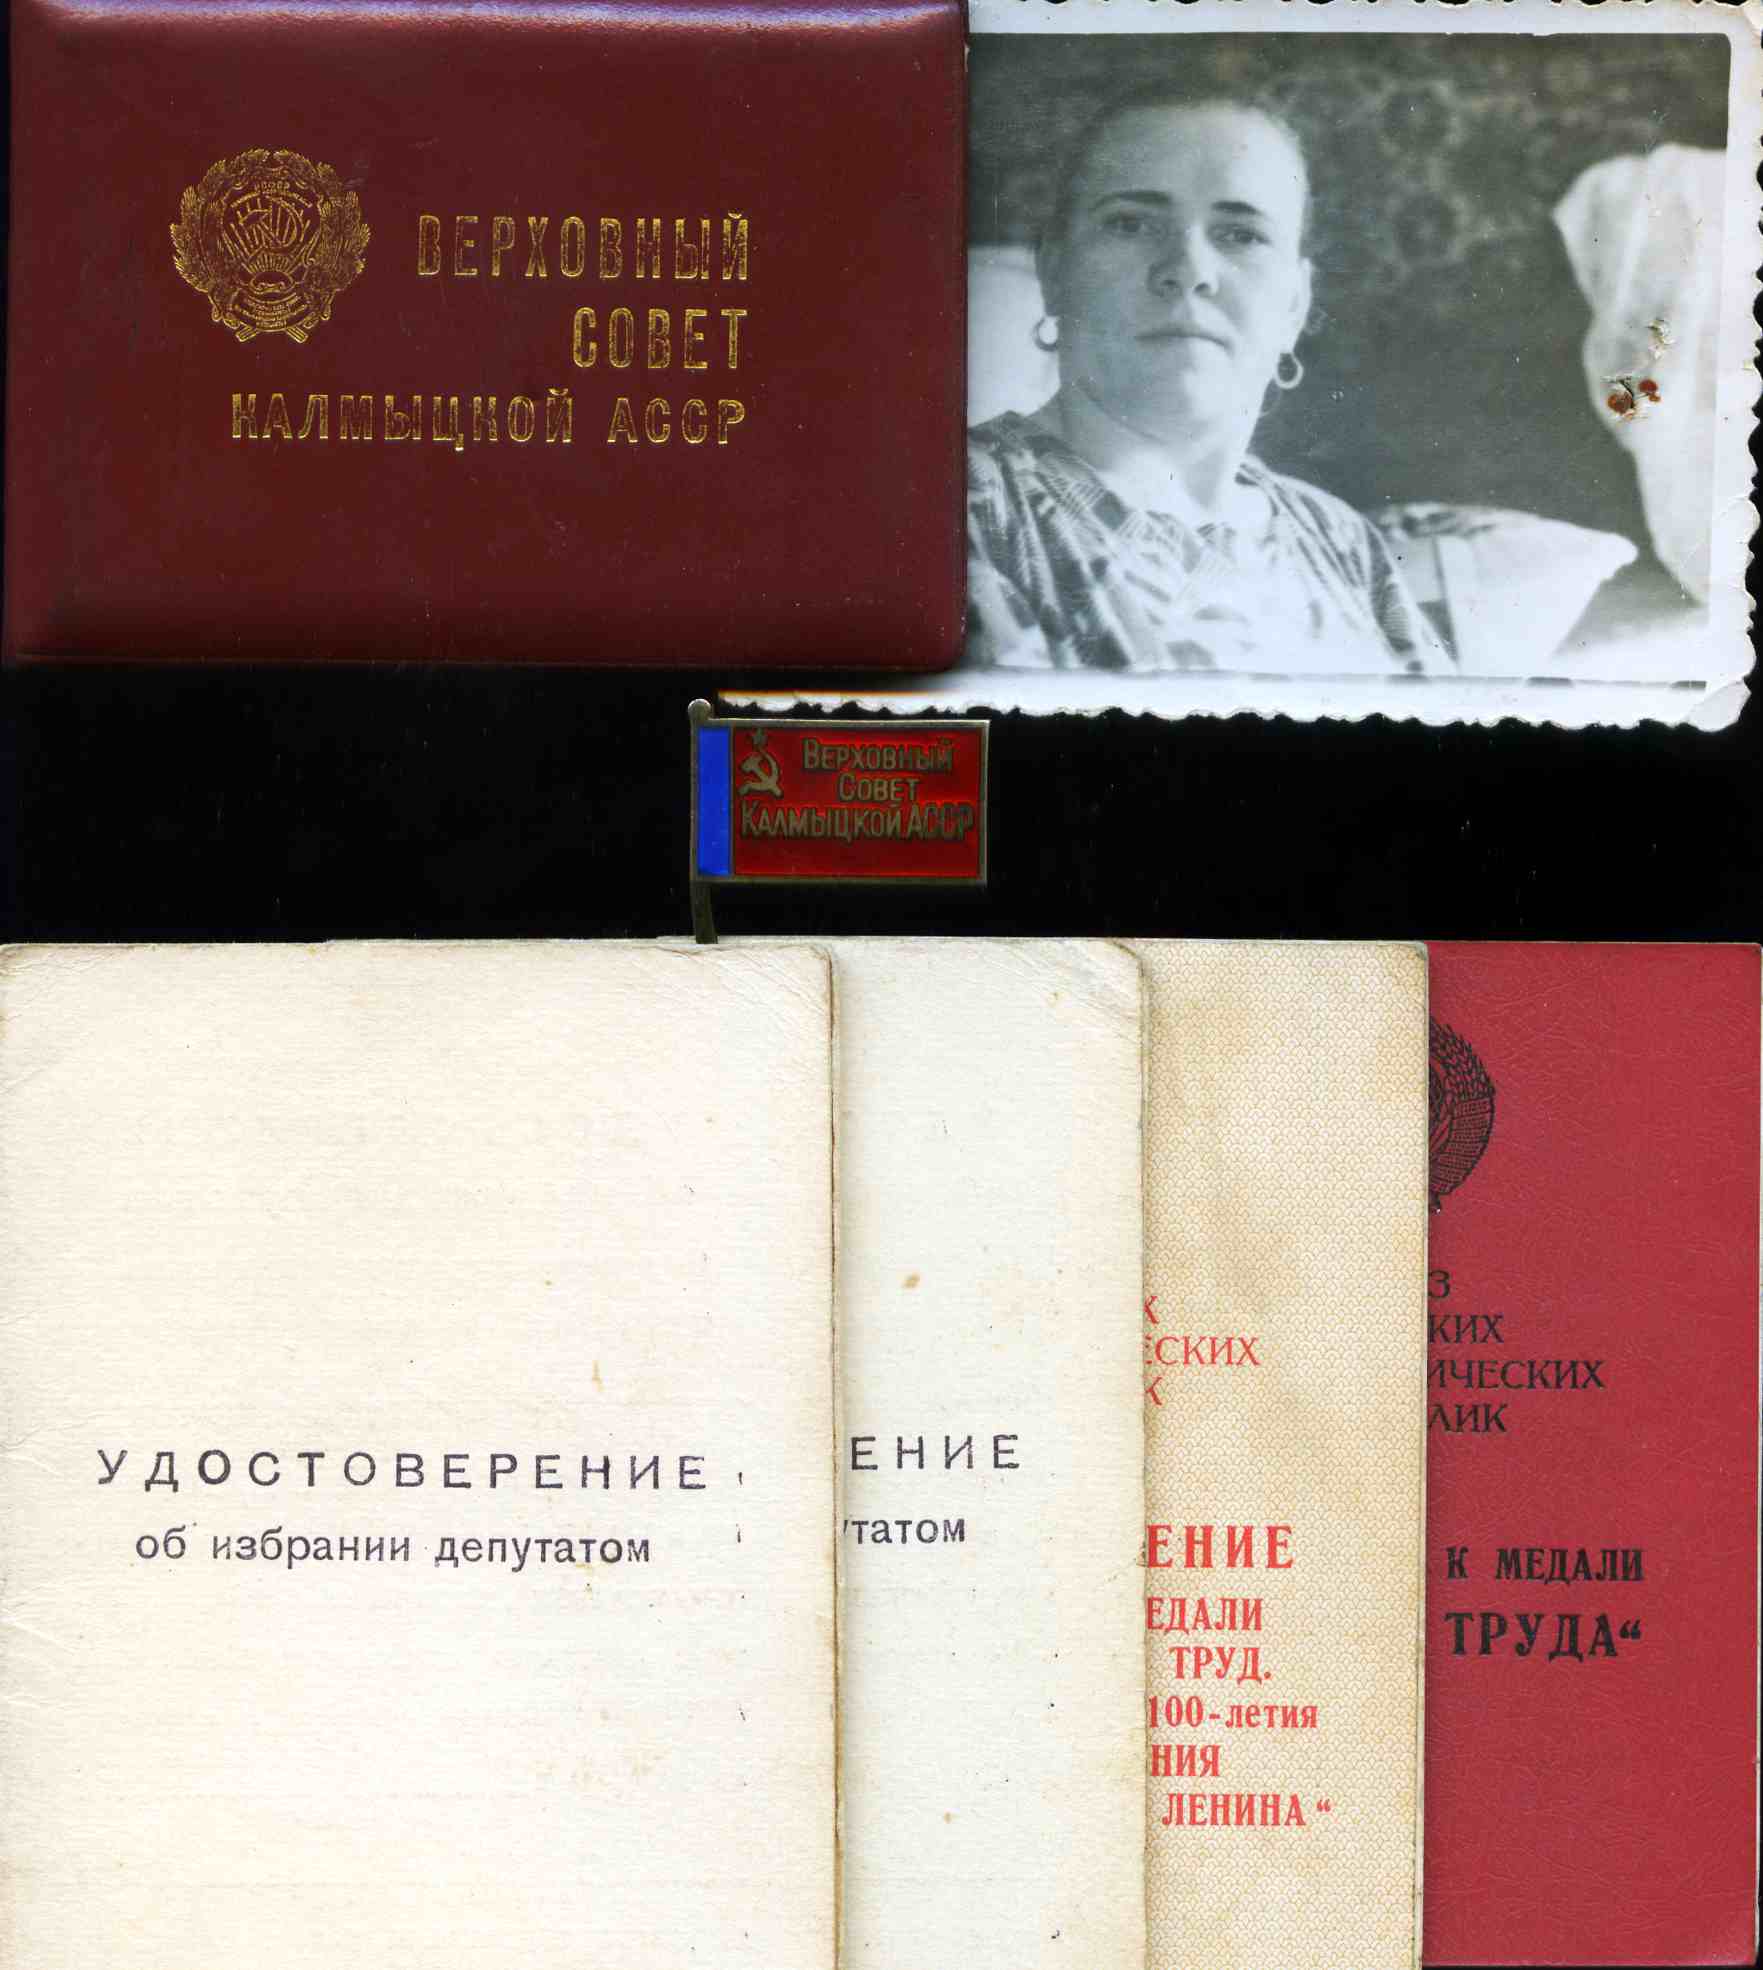 ВЕРХОВНЫЙ
СОВЕТ
КАЛМЫЦКОЙ АССР
ВЕРХОВНЫЙ
СОВЕТ
КАЛМЫЦКОЙ АССР
УДОСТОВЕРЕНИЕ
об избрании депутатом
ЕНИЕ
утатом
К
ЕСКИХ
К
ЕНИЕ
ЕДАЛИ
ТРУД.
100-летия
НИЯ
ЛЕНИНА“
З
КИХ
ИЧЕСКИХ
ЛИК
К МЕДАЛИ
ТРУДА“